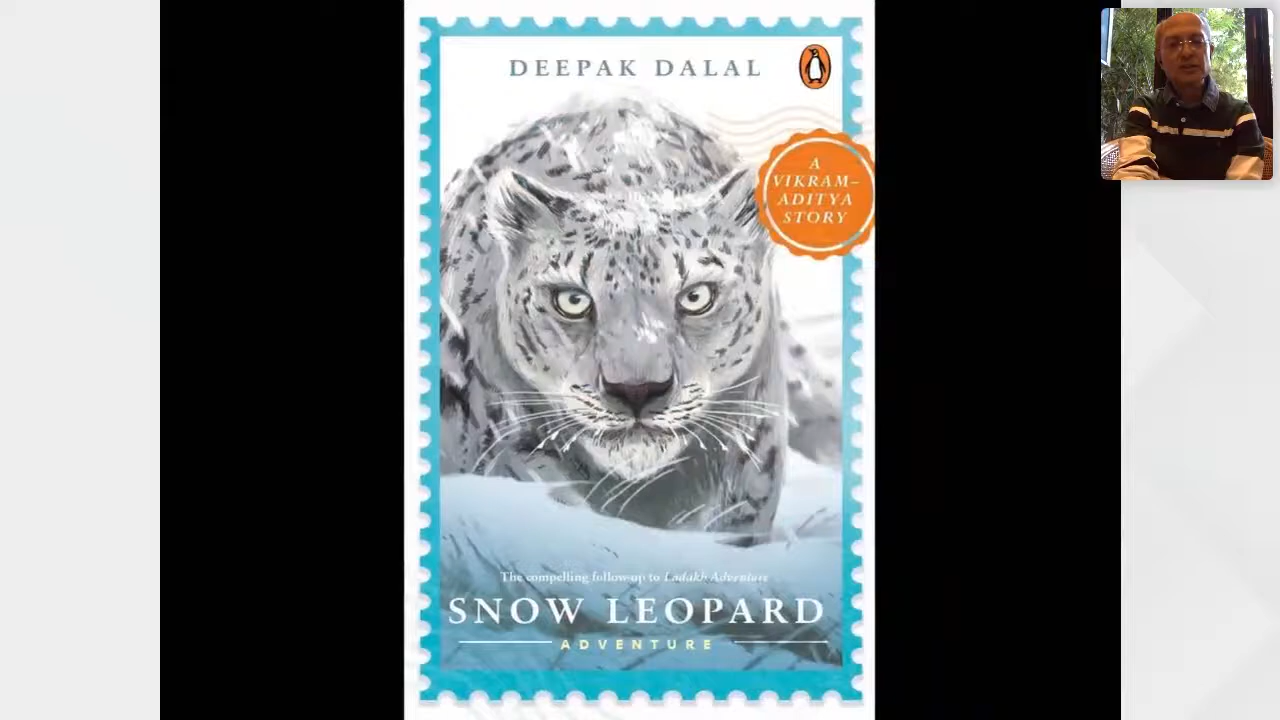 DEEPAK DALAL
A
VIKRAM–
ADITYA
STORY
The compelling follow-up to Ladakh Adventure
SNOW LEOPARD
ADVENTURE